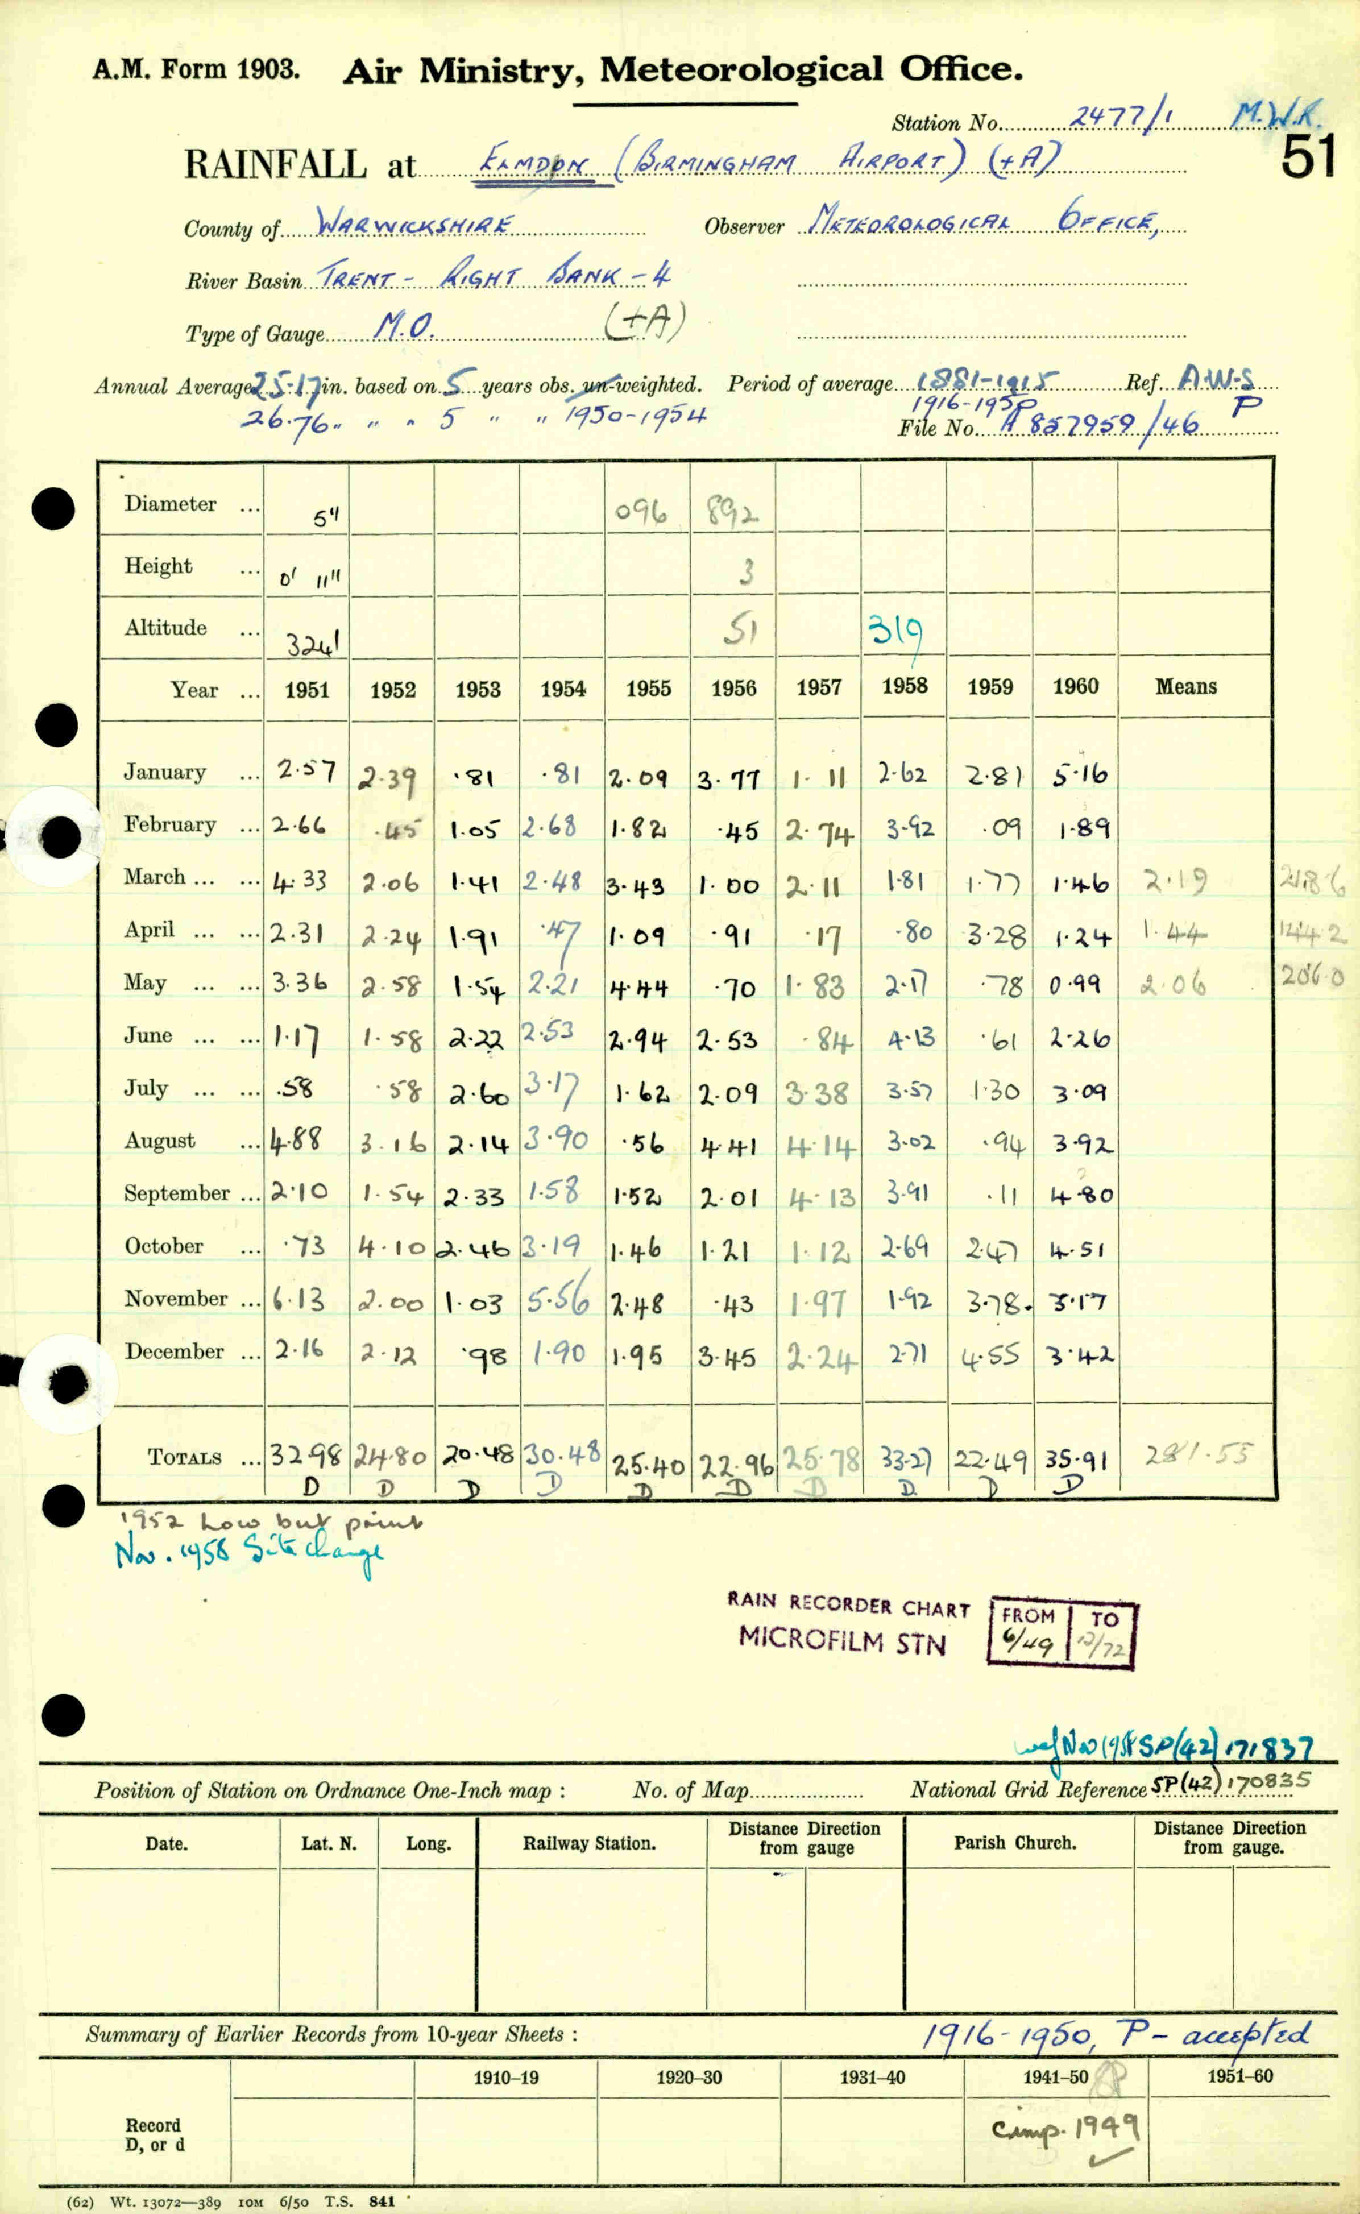 A.M. Form 1903. Air Ministry, Meteorological Office.
Station No. 2477/1 M.W.R.
51
RAINFALL at ELMDON (BIRMINGHAM AIRPORT) (+A)
County of WARWICKSHIRE Observer METEOROLOGICAL OFFICE,
River Basin TRENT - RIGHT BANK - 4
Type of Gauge M.O. (+A)
Annual Average 25.17 in. based on 5 years obs. un-weighted. Period of average 1881-1915 Ref. A.W.S
1916-1950 P
26.76 " " " 5 " " 1950-1954 File No. A 857959/46
Diameter ... 5" 096 892
Height ... 0' 11" 3
Altitude ... 324' 51 319
Year ... 1951 1952 1953 1954 1955 1956 1957 1958 1959 1960 Means
January ... 2.57 2.39 .81 .81 2.09 3.77 1.11 2.62 2.81 5.16
February ... 2.66 .45 1.05 2.68 1.82 .45 2.74 3.92 .09 1.89
March ... ... 4.33 2.06 1.41 2.48 3.43 1.00 2.11 1.81 1.77 1.46 2.19 21.86
April ... ... 2.31 2.24 1.91 .47 1.09 .91 .17 .80 3.28 1.24 1.44 14.42
May ... ... 3.36 2.58 1.54 2.21 4.44 .70 1.83 2.17 .78 0.99 2.06 20.60
June ... ... 1.17 1.58 2.22 2.53 2.94 2.53 .84 4.13 .61 2.26
July ... ... .58 .58 2.60 3.17 1.62 2.09 3.38 3.57 1.30 3.09
August ... 4.88 3.16 2.14 3.90 .56 4.41 4.14 3.02 .94 3.92
September ... 2.10 1.54 2.33 1.58 1.52 2.01 4.13 3.91 .11 4.80
October ... .73 4.10 2.46 3.19 1.46 1.21 1.12 2.69 2.47 4.51
November ... 6.13 2.00 1.03 5.56 2.48 .43 1.97 1.92 3.78. 3.17
December ... 2.16 2.12 .98 1.90 1.95 3.45 2.24 2.71 4.55 3.42
TOTALS ... 32.98 24.80 20.48 30.48 25.40 22.96 25.78 33.27 22.49 35.91 281.55
D D D D D D D D D D
1952 Low but print
Nov. 1958 Site change
RAIN RECORDER CHART
MICROFILM STN
FROM TO
6/49 12/72
wef Nov 1958 SP(42) 171837
Position of Station on Ordnance One-Inch map : No. of Map National Grid Reference SP(42) 170835
Date. Lat. N. Long. Railway Station. Distance from gauge Direction Parish Church. Distance from gauge. Direction
Summary of Earlier Records from 10-year Sheets : 1916-1950, P - accepted
1910–19 1920–30 1931–40 1941–50 1951–60
Record
D, or d
Comp. 1949
(62) Wt. 13072—389 10M 6/50 T.S. 841